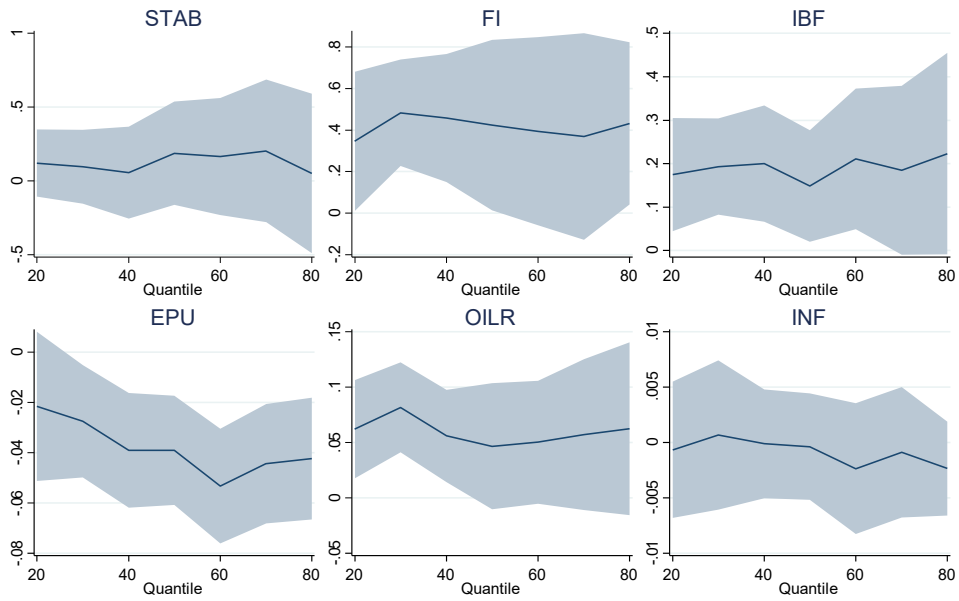 STAB
1
.5
0
-.5
20 40 60 80
Quantile
FI
.8
.6
.4
.2
0
-.2
20 40 60 80
Quantile
IBF
.5
.4
.3
.2
.1
0
20 40 60 80
Quantile
EPU
0
-.02
-.04
-.06
-.08
20 40 60 80
Quantile
OILR
.15
.1
.05
0
-.05
20 40 60 80
Quantile
INF
.01
.005
0
-.005
-.01
20 40 60 80
Quantile